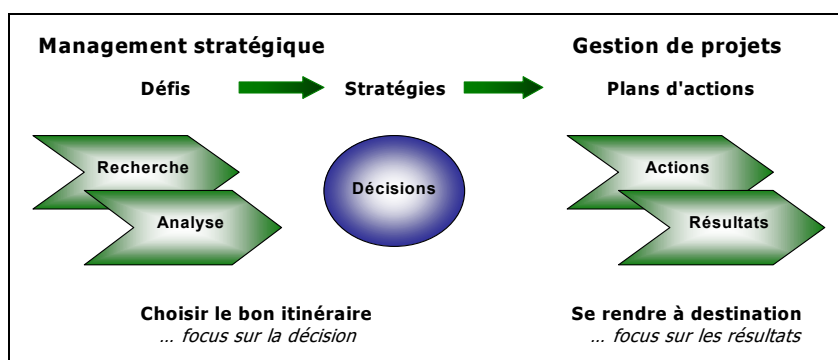 Management stratégique
Gestion de projets
Défis
Stratégies
Plans d'actions
Recherche
Analyse
Décisions
Actions
Résultats
Choisir le bon itinéraire
... focus sur la décision
Se rendre à destination
... focus sur les résultats